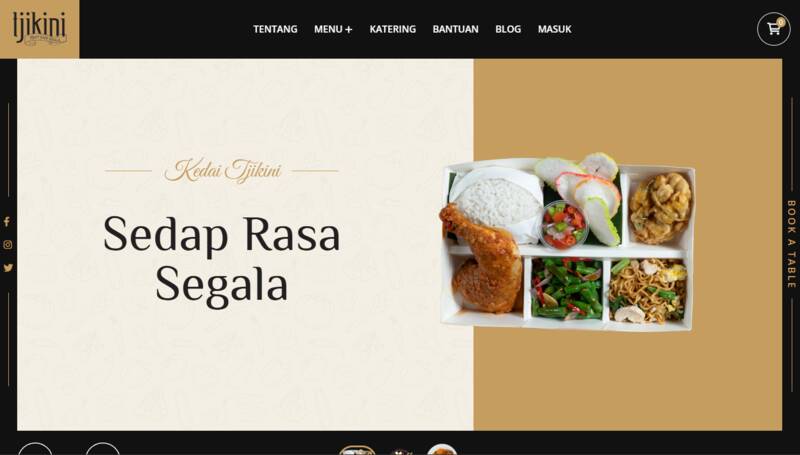 tjikini
TENTANG
MENU +
KATERING
BANTUAN
BLOG
MASUK
0
Kedai Tjikini
Sedap Rasa
Segala
BOOK A TABLE